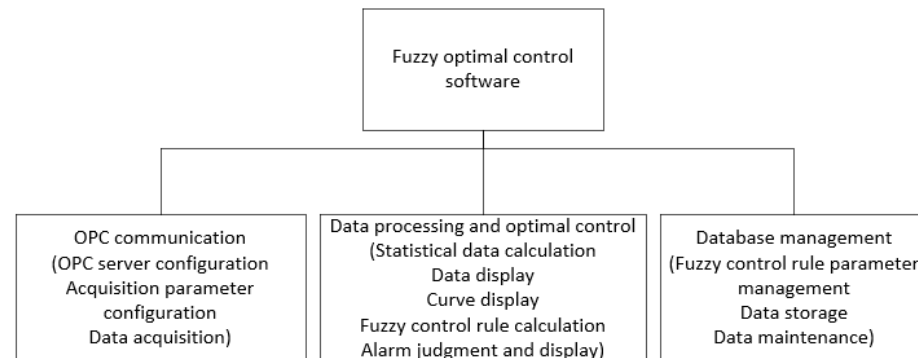 Fuzzy optimal control
software
OPC communication
(OPC server configuration
Acquisition parameter
configuration
Data acquisition)
Data processing and optimal control
(Statistical data calculation
Data display
Curve display
Fuzzy control rule calculation
Alarm judgment and display)
Database management
(Fuzzy control rule parameter
management
Data storage
Data maintenance)